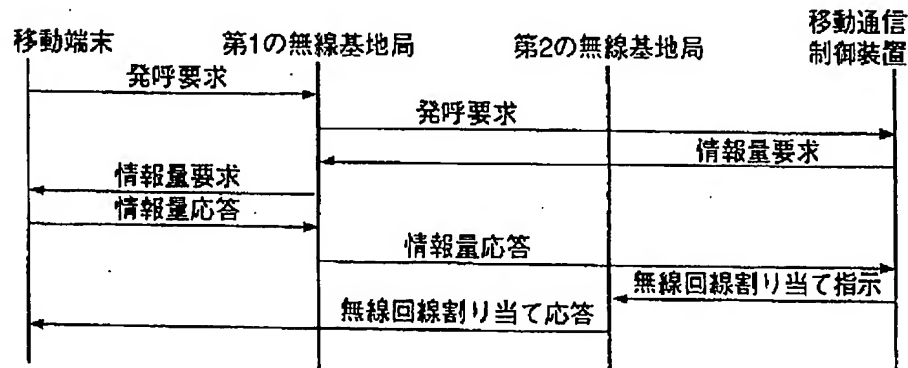 移動端末
第1の無線基地局
第2の無線基地局
移動通信
制御装置
発呼要求
発呼要求
情報量要求
情報量要求
情報量応答
情報量応答
無線回線割り当て指示
無線回線割り当て応答